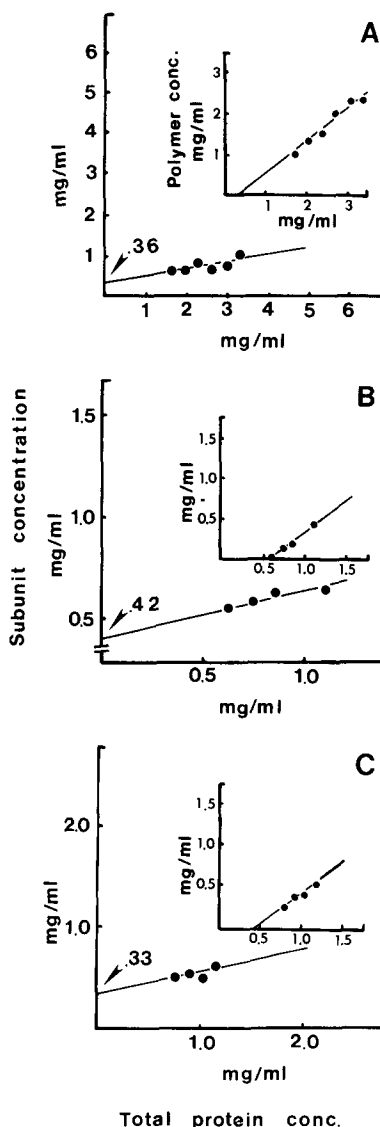 A
6
5
4
3
2
1
mg/ml
.36
1 2 3 4 5 6
mg/ml
Polymer conc.
mg/ml
3
2
1
1 2 3
mg/ml
B
Subunit concentration
mg/ml
1.5
1.0
0.5
.42
0.5 1.0
mg/ml
mg/ml
1.5
1.0
0.5
0.5 1.0 1.5
C
mg/ml
2.0
1.0
.33
1.0 2.0
mg/ml
mg/ml
1.5
1.0
0.5
0.5 1.0 1.5
Total protein conc.